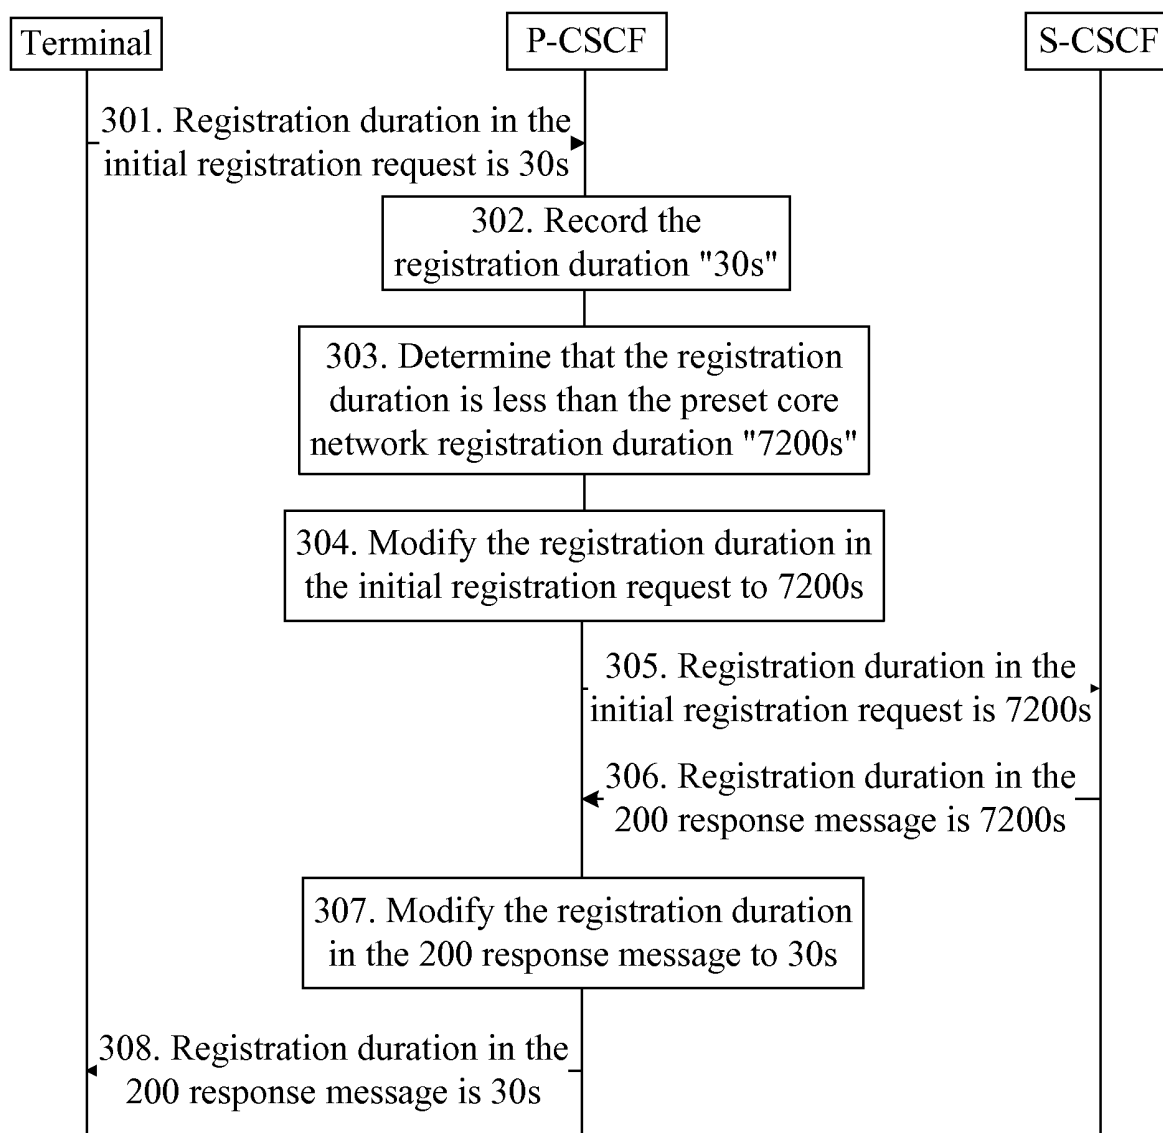 Terminal
P-CSCF
S-CSCF
301. Registration duration in the
initial registration request is 30s
302. Record the
registration duration "30s"
303. Determine that the registration
duration is less than the preset core
network registration duration "7200s"
304. Modify the registration duration in
the initial registration request to 7200s
305. Registration duration in the
initial registration request is 7200s
306. Registration duration in the
200 response message is 7200s
307. Modify the registration duration
in the 200 response message to 30s
308. Registration duration in the
200 response message is 30s